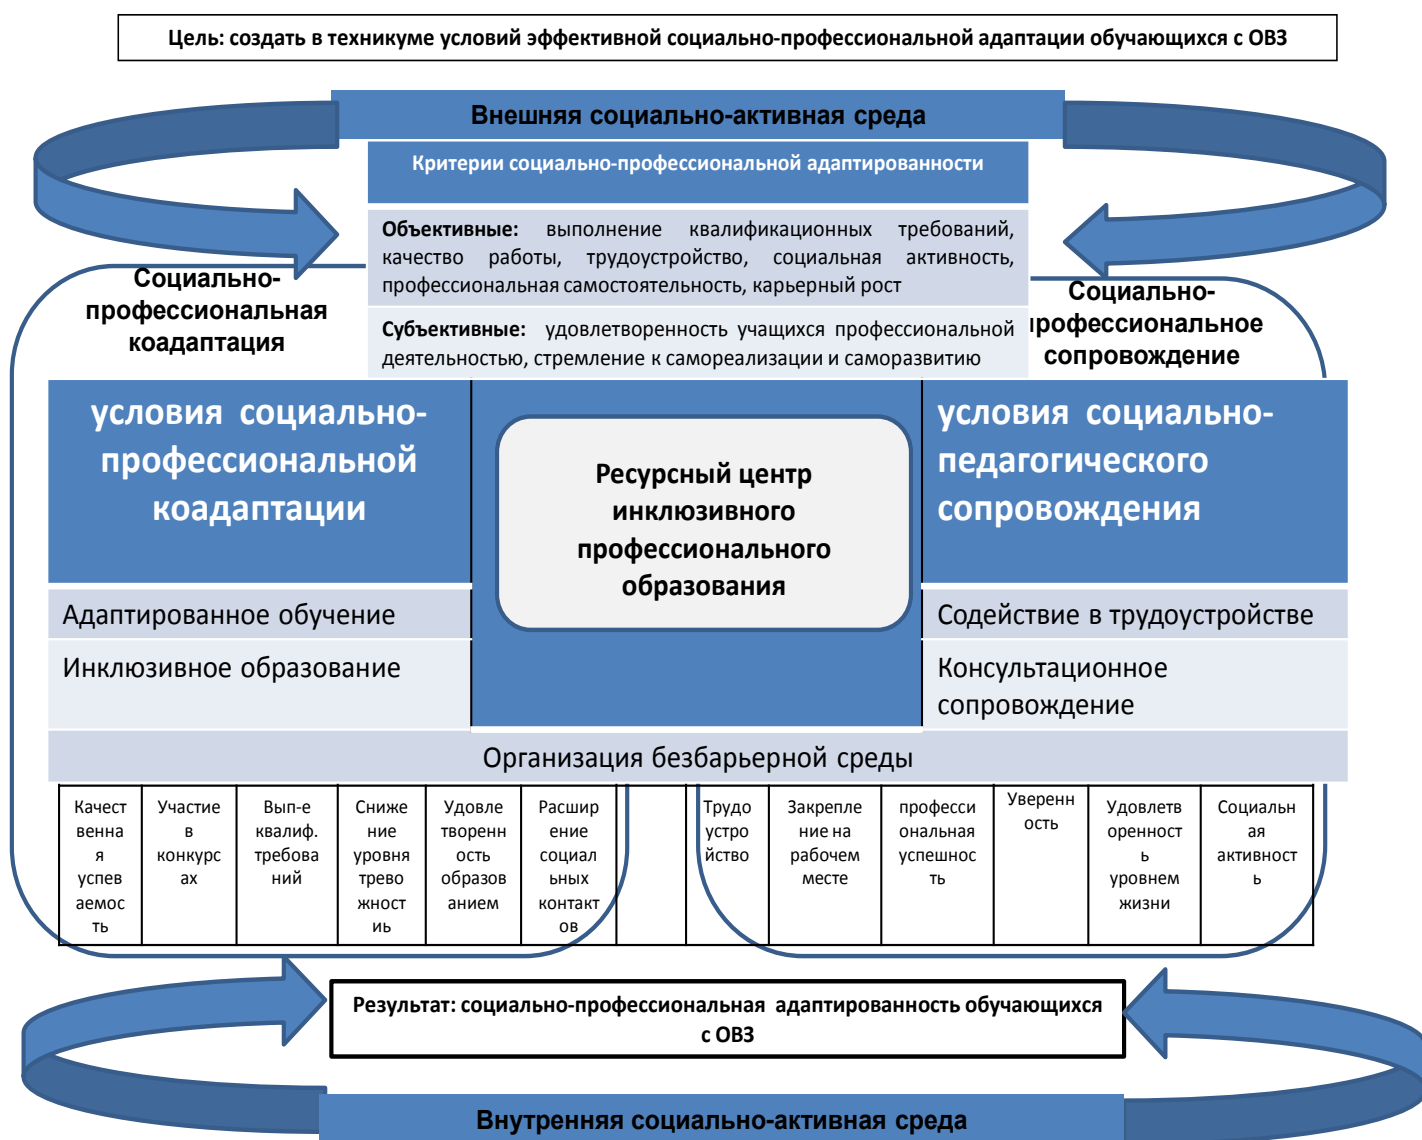 Цель: создать в техникуме условий эффективной социально-профессиональной адаптации обучающихся с ОВЗ
Внешняя социально-активная среда
Критерии социально-профессиональной адаптированности
Объективные: выполнение квалификационных требований,
качество работы, трудоустройство, социальная активность,
профессиональная самостоятельность, карьерный рост
Субъективные: удовлетворенность учащихся профессиональной
деятельностью, стремление к самореализации и саморазвитию
Социально-
профессиональная
коадаптация
Социально-
профессиональное
сопровождение
условия социально-
профессиональной
коадаптации
Ресурсный центр
инклюзивного
профессионального
образования
условия социально-
педагогического
сопровождения
Адаптированное обучение
Содействие в трудоустройстве
Инклюзивное образование
Консультационное
сопровождение
Организация безбарьерной среды
Качест
венна
я
успев
аемос
ть
Участие
в
конкурс
ах
Вып-е
квалиф.
требова
ний
Сниже
ние
уровня
трево
жност
иь
Удовле
творенн
ость
образов
анием
Расшир
ение
социал
ьных
контакт
ов
Трудо
устро
йство
Закрепле
ние на
рабочем
месте
професси
ональная
успешнос
ть
Уверенн
ость
Удовлетв
оренност
ь
уровнем
жизни
Социальн
ая
активност
ь
Результат: социально-профессиональная адаптированность обучающихся
с ОВЗ
Внутренняя социально-активная среда